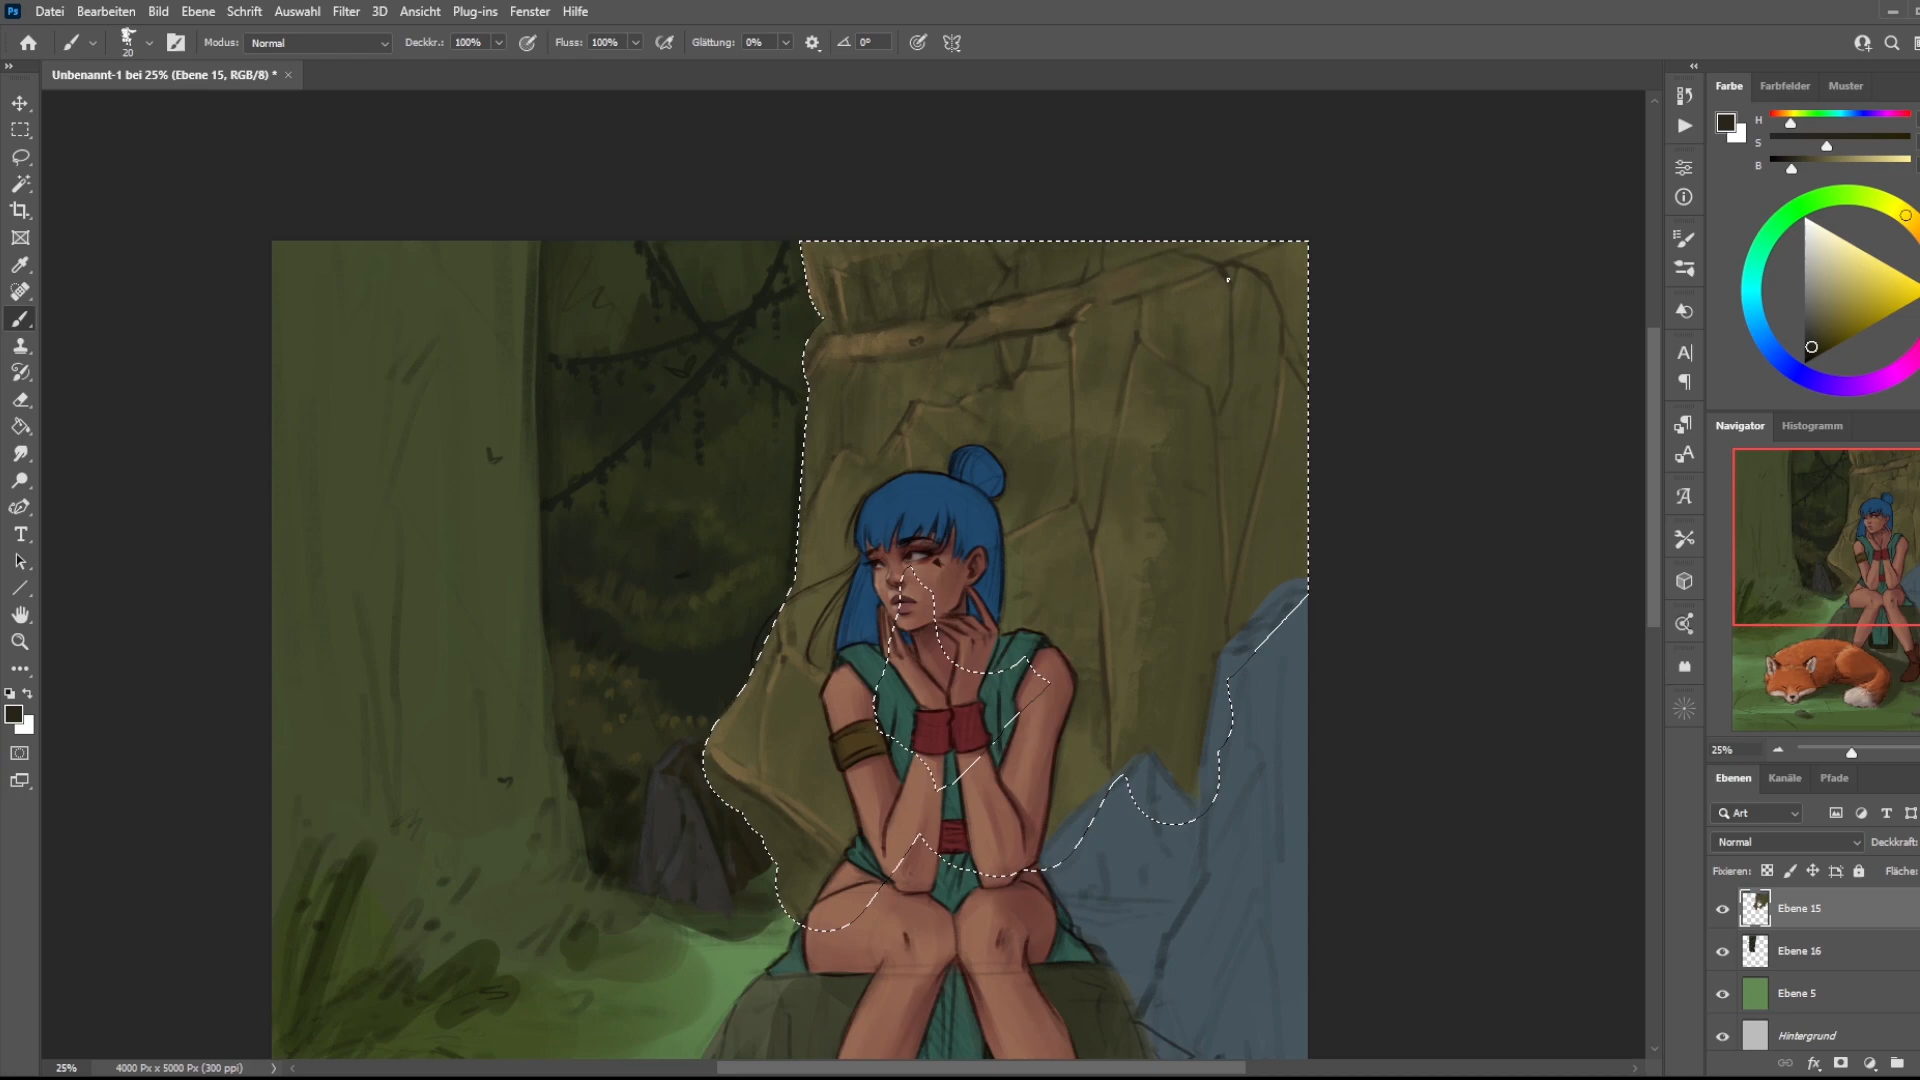 Ps Datei Bearbeiten Bild Ebene Schrift Auswahl Filter 3D Ansicht Plug-ins Fenster Hilfe
20 Modus: Normal Deckkr.: 100% Fluss: 100% Glättung: 0% 0°
Unbenannt-1 bei 25% (Ebene 15, RGB/8) *
Farbe Farbfelder Muster
H
S
B
Navigator Histogramm
25%
Ebenen Kanäle Pfade
Art
Normal Deckkraft:
Fixieren: Fläche:
Ebene 15
Ebene 16
Ebene 5
Hintergrund
fx
25% 4000 Px x 5000 Px (300 ppi)